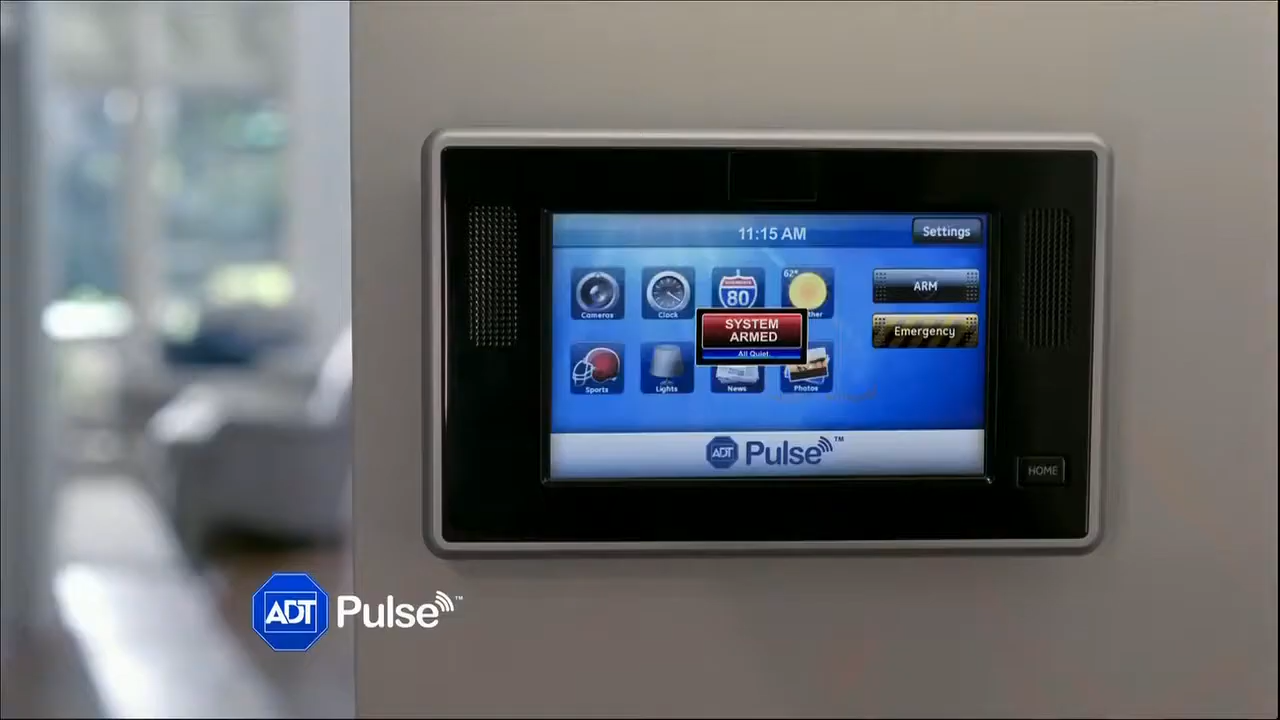 11:15 AM
Settings
Cameras
Clock
80
62°
ther
ARM
SYSTEM
ARMED
All Quiet.
Emergency
Sports
Lights
News
Photos
ADT Pulse™
HOME
ADT Pulse™